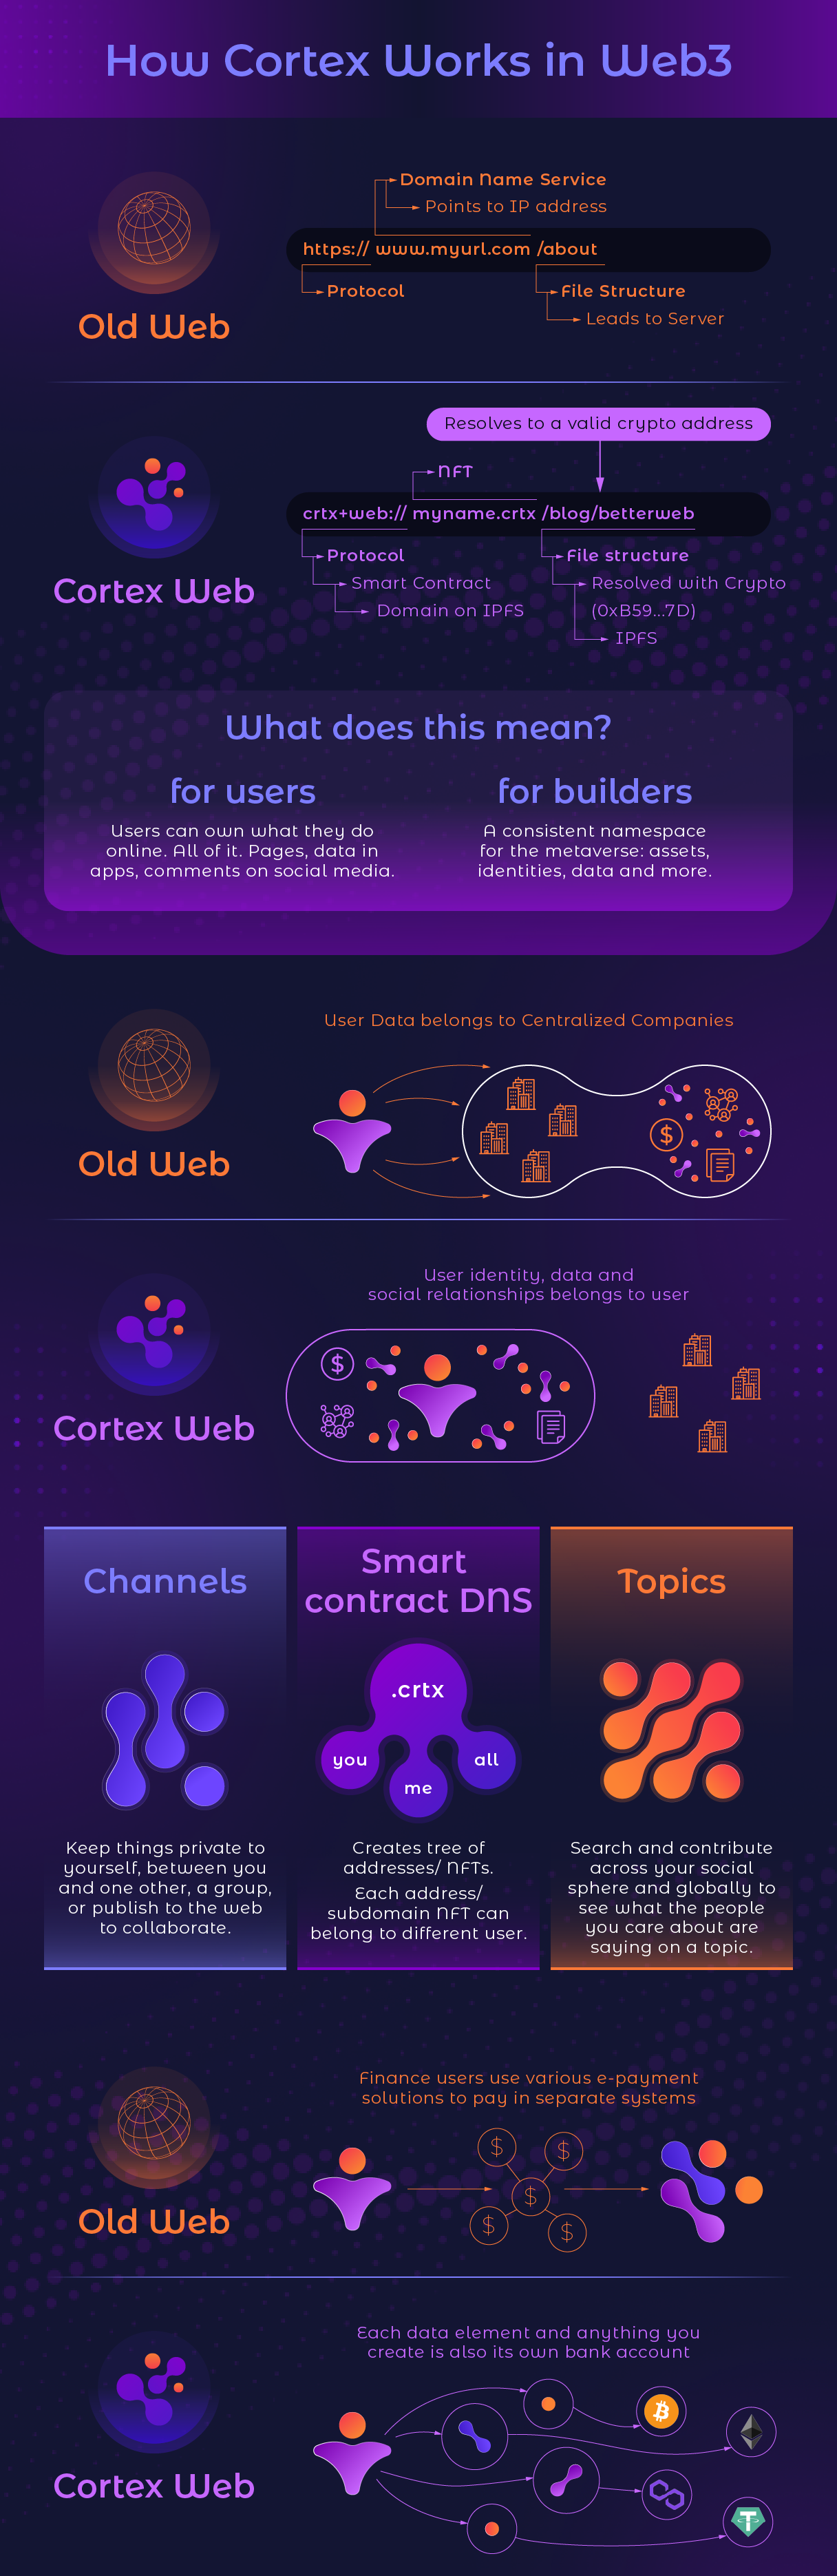 How Cortex Works in Web3
Domain Name Service
Points to IP address
https:// www.myurl.com /about
Protocol
File Structure
Leads to Server
Old Web
Resolves to a valid crypto address
NFT
crtx+web:// myname.crtx /blog/betterweb
Protocol
File structure
Smart Contract
Resolved with Crypto
Domain on IPFS
(0xB59...7D)
IPFS
Cortex Web
What does this mean?
for users
Users can own what they do
online. All of it. Pages, data in
apps, comments on social media.
for builders
A consistent namespace
for the metaverse: assets,
identities, data and more.
User Data belongs to Centralized Companies
$
Old Web
User identity, data and
social relationships belongs to user
$
Cortex Web
Channels
Keep things private to
yourself, between you
and one other, a group,
or publish to the web
to collaborate.
Smart
contract DNS
.crtx
you
me
all
Creates tree of
addresses/ NFTs.
Each address/
subdomain NFT can
belong to different user.
Topics
Search and contribute
across your social
sphere and globally to
see what the people
you care about are
saying on a topic.
Finance users use various e-payment
solutions to pay in separate systems
$
$
$
$
$
Old Web
Each data element and anything you
create is also its own bank account
Cortex Web